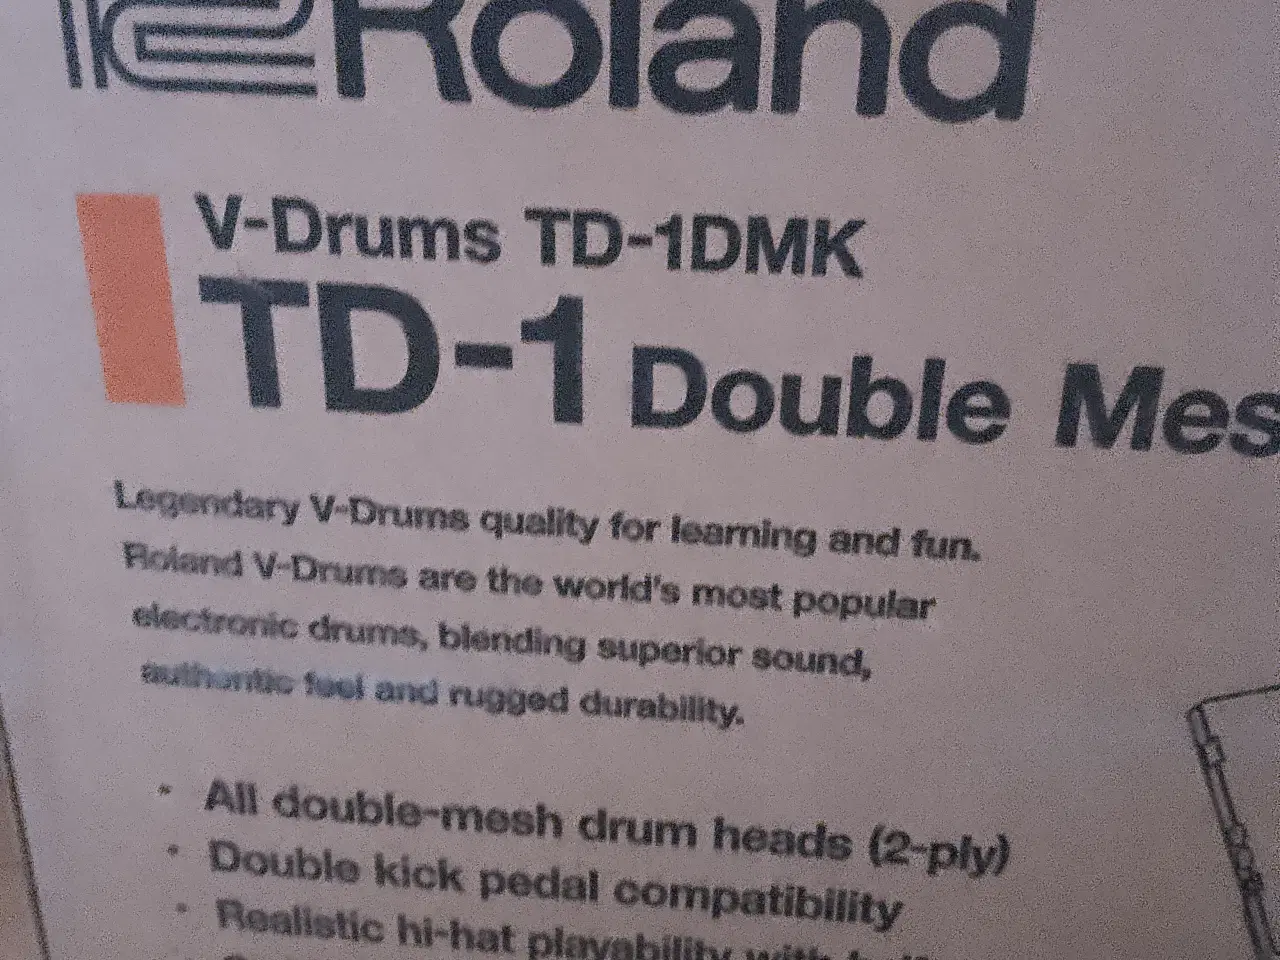 Roland
V-Drums TD-1DMK
TD-1 Double Mes
Legendary V-Drums quality for learning and fun.
Roland V-Drums are the world's most popular
electronic drums, blending superior sound,
authentic feel and rugged durability.
• All double-mesh drum heads (2-ply)
• Double kick pedal compatibility
• Realistic hi-hat playability with